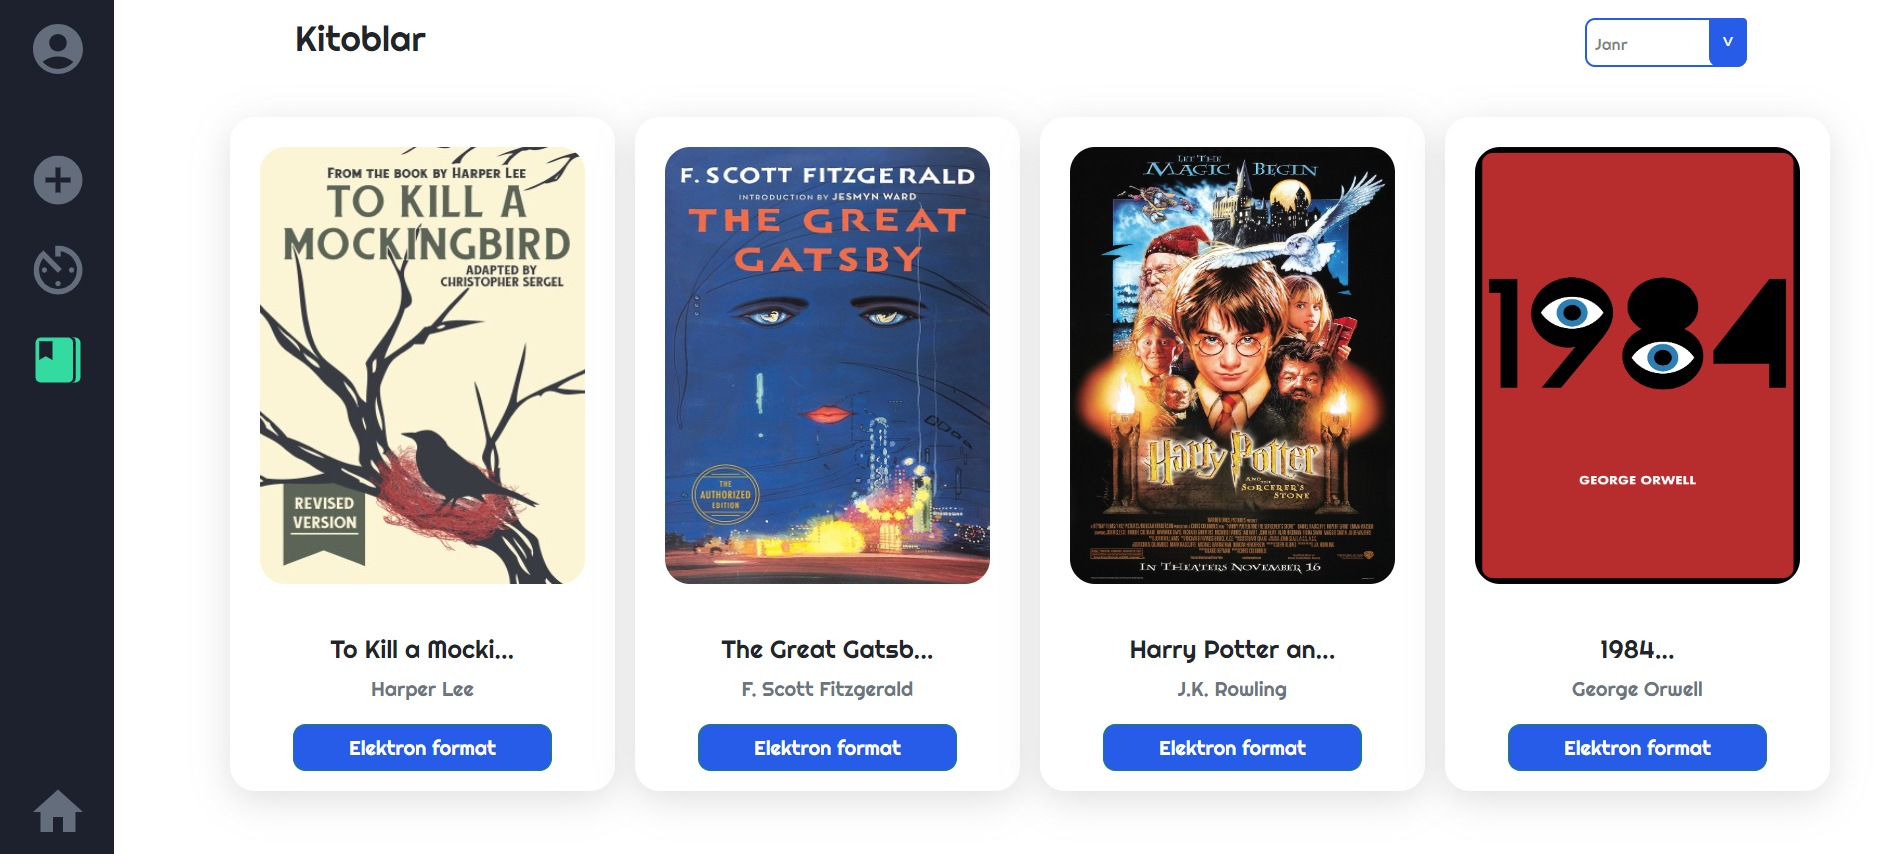 Kitoblar
Janr
V
FROM THE BOOK BY HARPER LEE
TO KILL A
MOCKINGBIRD
ADAPTED BY
CHRISTOPHER SERGEL
REVISED
VERSION
To Kill a Mocki...
Harper Lee
Elektron format
F. SCOTT FITZGERALD
INTRODUCTION BY JESMYN WARD
THE GREAT
GATSBY
THE
AUTHORIZED
EDITION
The Great Gatsb...
F. Scott Fitzgerald
Elektron format
LET THE
MAGIC BEGIN
Harry Potter
AND THE
SORCERER'S
STONE
IN THEATERS NOVEMBER 16
Harry Potter an...
J.K. Rowling
Elektron format
1984
GEORGE ORWELL
1984...
George Orwell
Elektron format